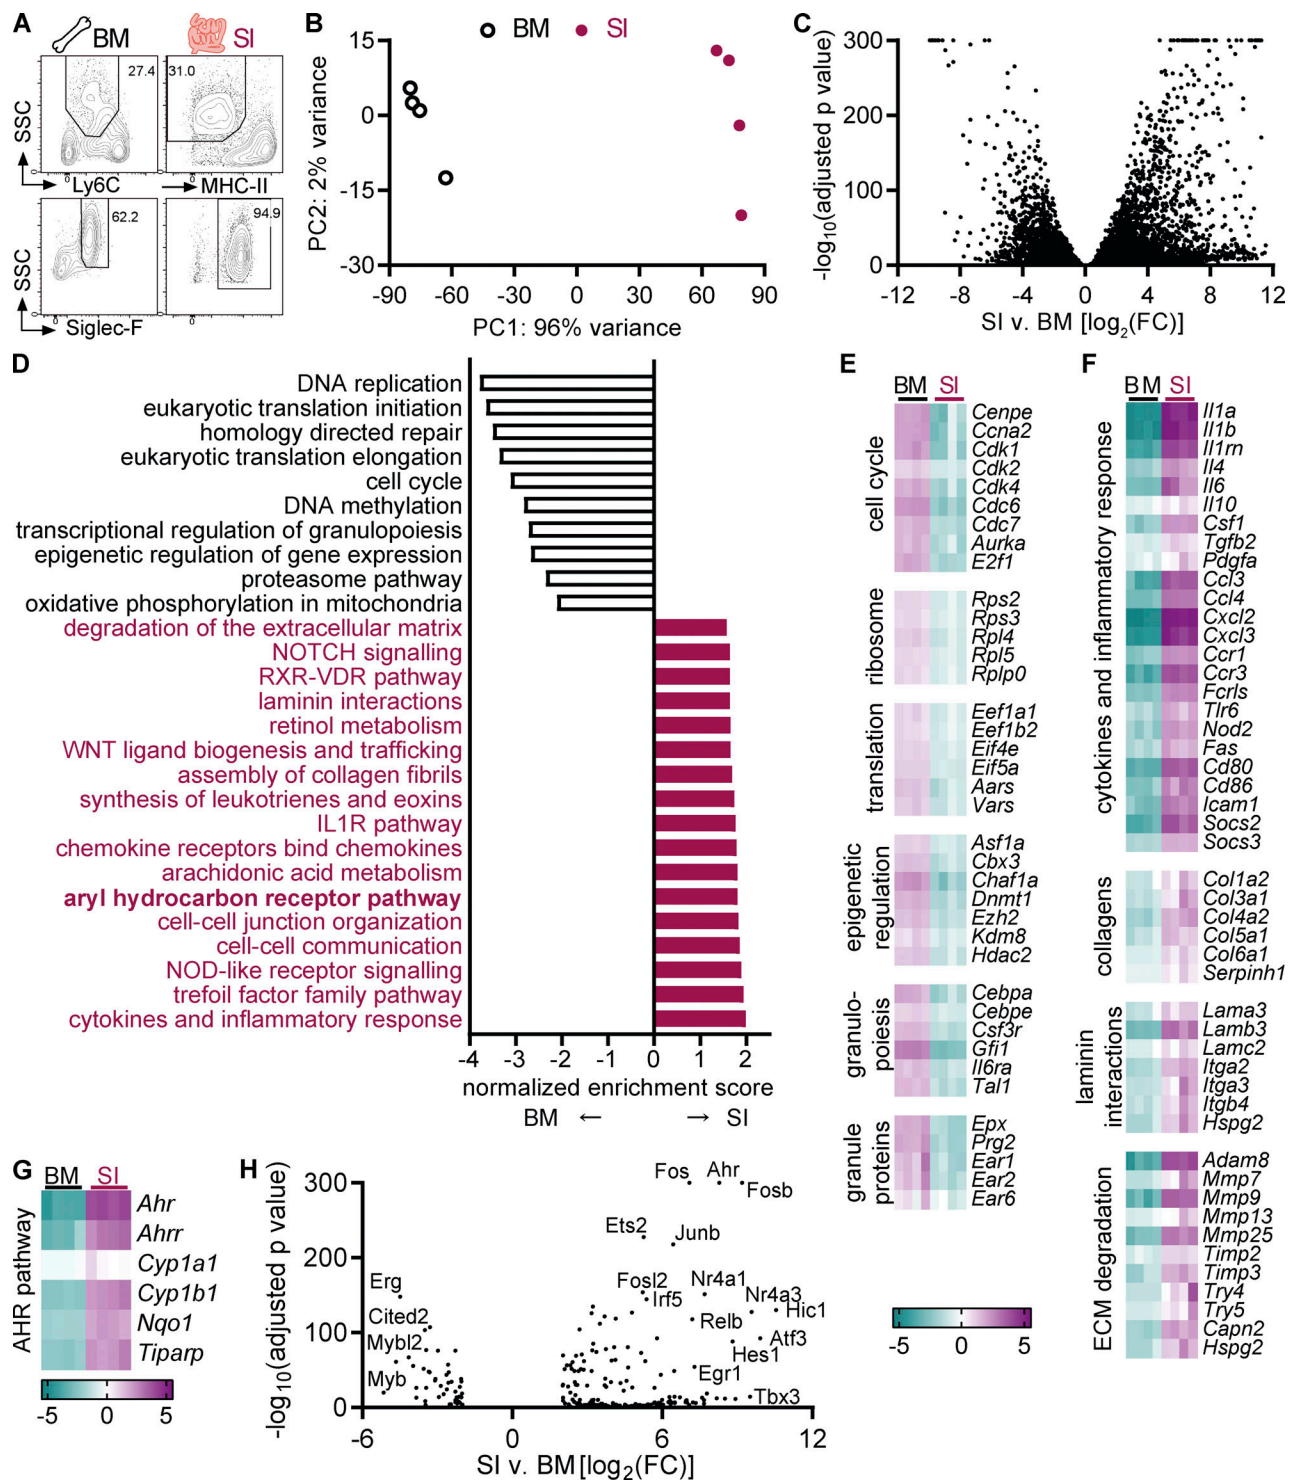 A
BM
SI
27.4
31.0
SSC
Ly6C
MHC-II
62.2
94.9
SSC
Siglec-F
0
0
0
0
0
0
B
BM
SI
15
0
-15
-30
PC2: 2% variance
-90
-60
-30
0
30
60
90
PC1: 96% variance
C
300
200
100
0
-log10(adjusted p value)
-12
-8
-4
0
4
8
12
SI v. BM [log2(FC)]
D
DNA replication
eukaryotic translation initiation
homology directed repair
eukaryotic translation elongation
cell cycle
DNA methylation
transcriptional regulation of granulopoiesis
epigenetic regulation of gene expression
proteasome pathway
oxidative phosphorylation in mitochondria
degradation of the extracellular matrix
NOTCH signalling
RXR-VDR pathway
laminin interactions
retinol metabolism
WNT ligand biogenesis and trafficking
assembly of collagen fibrils
synthesis of leukotrienes and eoxins
IL1R pathway
chemokine receptors bind chemokines
arachidonic acid metabolism
aryl hydrocarbon receptor pathway
cell-cell junction organization
cell-cell communication
NOD-like receptor signalling
trefoil factor family pathway
cytokines and inflammatory response
-4
-3
-2
-1
0
1
2
normalized enrichment score
BM ← → SI
E
BM
SI
cell cycle
Cenpe
Ccna2
Cdk1
Cdk2
Cdk4
Cdc6
Cdc7
Aurka
E2f1
ribosome
Rps2
Rps3
Rpl4
Rpl5
Rplp0
translation
Eef1a1
Eef1b2
Eif4e
Eif5a
Aars
Vars
epigenetic
regulation
Asf1a
Cbx3
Chaf1a
Dnmt1
Ezh2
Kdm8
Hdac2
granulo-
poiesis
Cebpa
Cebpe
Csf3r
Gfi1
Il6ra
Tal1
granule
proteins
Epx
Prg2
Ear1
Ear2
Ear6
-5
0
5
F
BM
SI
cytokines and inflammatory response
Il1a
Il1b
Il1rn
Il4
Il6
Il10
Csf1
Tgfb2
Pdgfa
Ccl3
Ccl4
Cxcl2
Cxcl3
Ccr1
Ccr3
Fcrls
Tlr6
Nod2
Fas
Cd80
Cd86
Icam1
Socs2
Socs3
collagens
Col1a2
Col3a1
Col4a2
Col5a1
Col6a1
Serpinh1
laminin
interactions
Lama3
Lamb3
Lamc2
Itga2
Itga3
Itgb4
Hspg2
ECM degradation
Adam8
Mmp7
Mmp9
Mmp13
Mmp25
Timp2
Timp3
Try4
Try5
Capn2
Hspg2
G
BM
SI
AHR pathway
Ahr
Ahrr
Cyp1a1
Cyp1b1
Nqo1
Tiparp
-5
0
5
H
300
200
100
0
-log10(adjusted p value)
Fos
Ahr
Fosb
Ets2
Junb
Erg
Fosl2
Nr4a1
Irf5
Nr4a3
Hic1
Cited2
Relb
Mybl2
Atf3
Hes1
Myb
Egr1
Tbx3
-6
0
6
12
SI v. BM [log2(FC)]